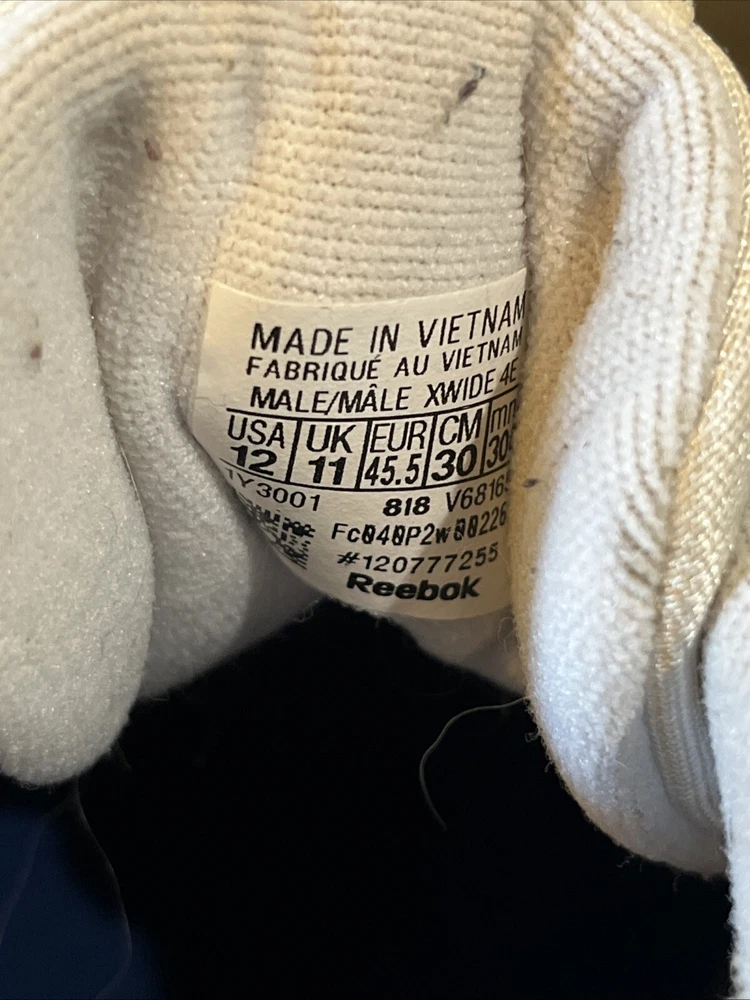 MADE IN VIETNAM
FABRIQUÉ AU VIETNAM
MALE/MÂLE XWIDE 4E
USA UK EUR CM
12 11 45.5 30
818
#120777255
Reebok